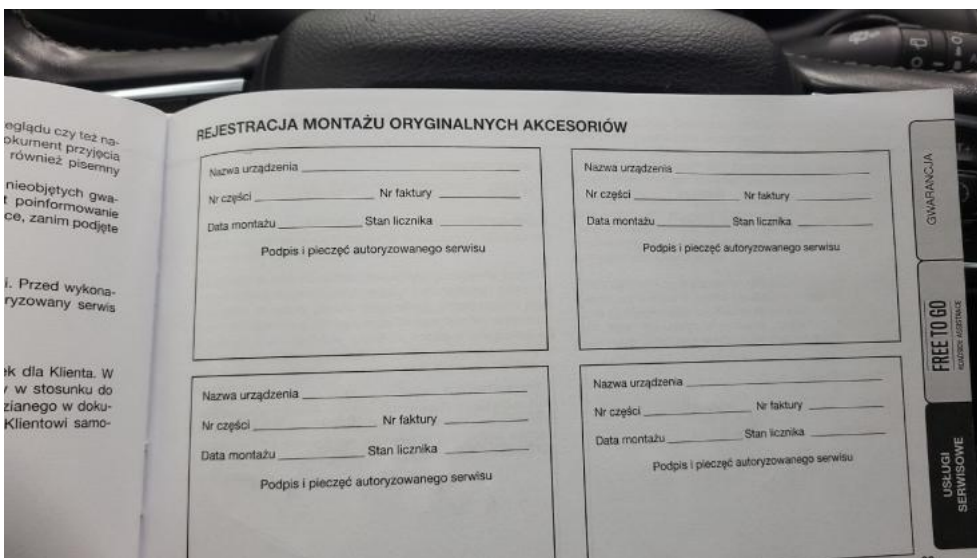 eglądu czy też na-
okument przyjęcia
również pisemny
nieobjętych gwa-
t poinformowanie
ce, zanim podjęte
i. Przed wykona-
ryzowany serwis
ek dla Klienta. W
w stosunku do
zianego w doku-
Klientowi samo-
REJESTRACJA MONTAŻU ORYGINALNYCH AKCESORIÓW
Nazwa urządzenia
Nr części Nr faktury
Data montażu Stan licznika
Podpis i pieczęć autoryzowanego serwisu
Nazwa urządzenia
Nr części Nr faktury
Data montażu Stan licznika
Podpis i pieczęć autoryzowanego serwisu
Nazwa urządzenia
Nr części Nr faktury
Data montażu Stan licznika
Podpis i pieczęć autoryzowanego serwisu
Nazwa urządzenia
Nr części Nr faktury
Data montażu Stan licznika
Podpis i pieczęć autoryzowanego serwisu
GWARANCJA
FREE TO GO
ROADSIDE ASSISTANCE
USŁUGI
SERWISOWE